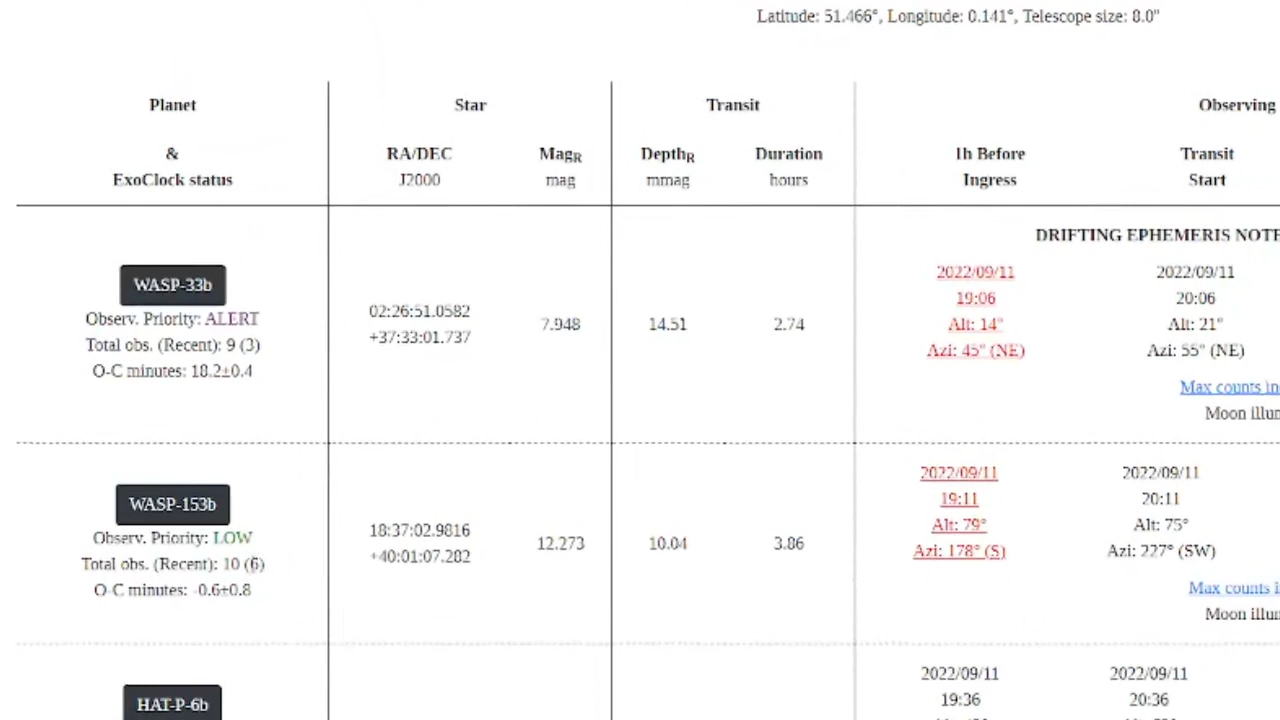 Latitude: 51.466°, Longitude: 0.141°, Telescope size: 8.0"
Planet Star Transit Observing
& RA/DEC MagR DepthR Duration 1h Before Transit
ExoClock status J2000 mag mmag hours Ingress Start
DRIFTING EPHEMERIS NOTE
WASP-33b
Observ. Priority: ALERT
Total obs. (Recent): 9 (3)
O-C minutes: 18.2±0.4
02:26:51.0582
+37:33:01.737
7.948
14.51
2.74
2022/09/11
19:06
Alt: 14°
Azi: 45° (NE)
2022/09/11
20:06
Alt: 21°
Azi: 55° (NE)
Max counts in
Moon illum
WASP-153b
Observ. Priority: LOW
Total obs. (Recent): 10 (6)
O-C minutes: -0.6±0.8
18:37:02.9816
+40:01:07.282
12.273
10.04
3.86
2022/09/11
19:11
Alt: 79°
Azi: 178° (S)
2022/09/11
20:11
Alt: 75°
Azi: 227° (SW)
Max counts i
Moon illum
HAT-P-6b
2022/09/11
19:36
2022/09/11
20:36